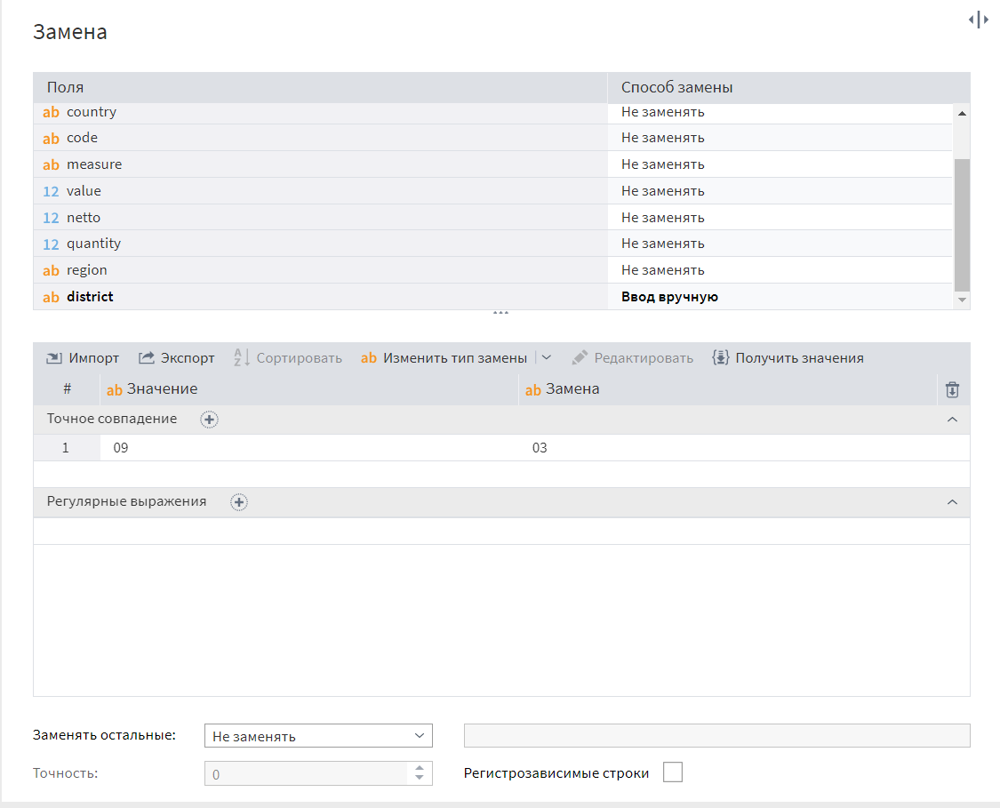 Замена
Поля Способ замены
ab country Не заменять
ab code Не заменять
ab measure Не заменять
12 value Не заменять
12 netto Не заменять
12 quantity Не заменять
ab region Не заменять
ab district Ввод вручную
Импорт Экспорт AZ Сортировать ab Изменить тип замены Редактировать Получить значения
# ab Значение ab Замена
Точное совпадение
1 09 03
Регулярные выражения
Заменять остальные: Не заменять
Точность: 0 Регистрозависимые строки